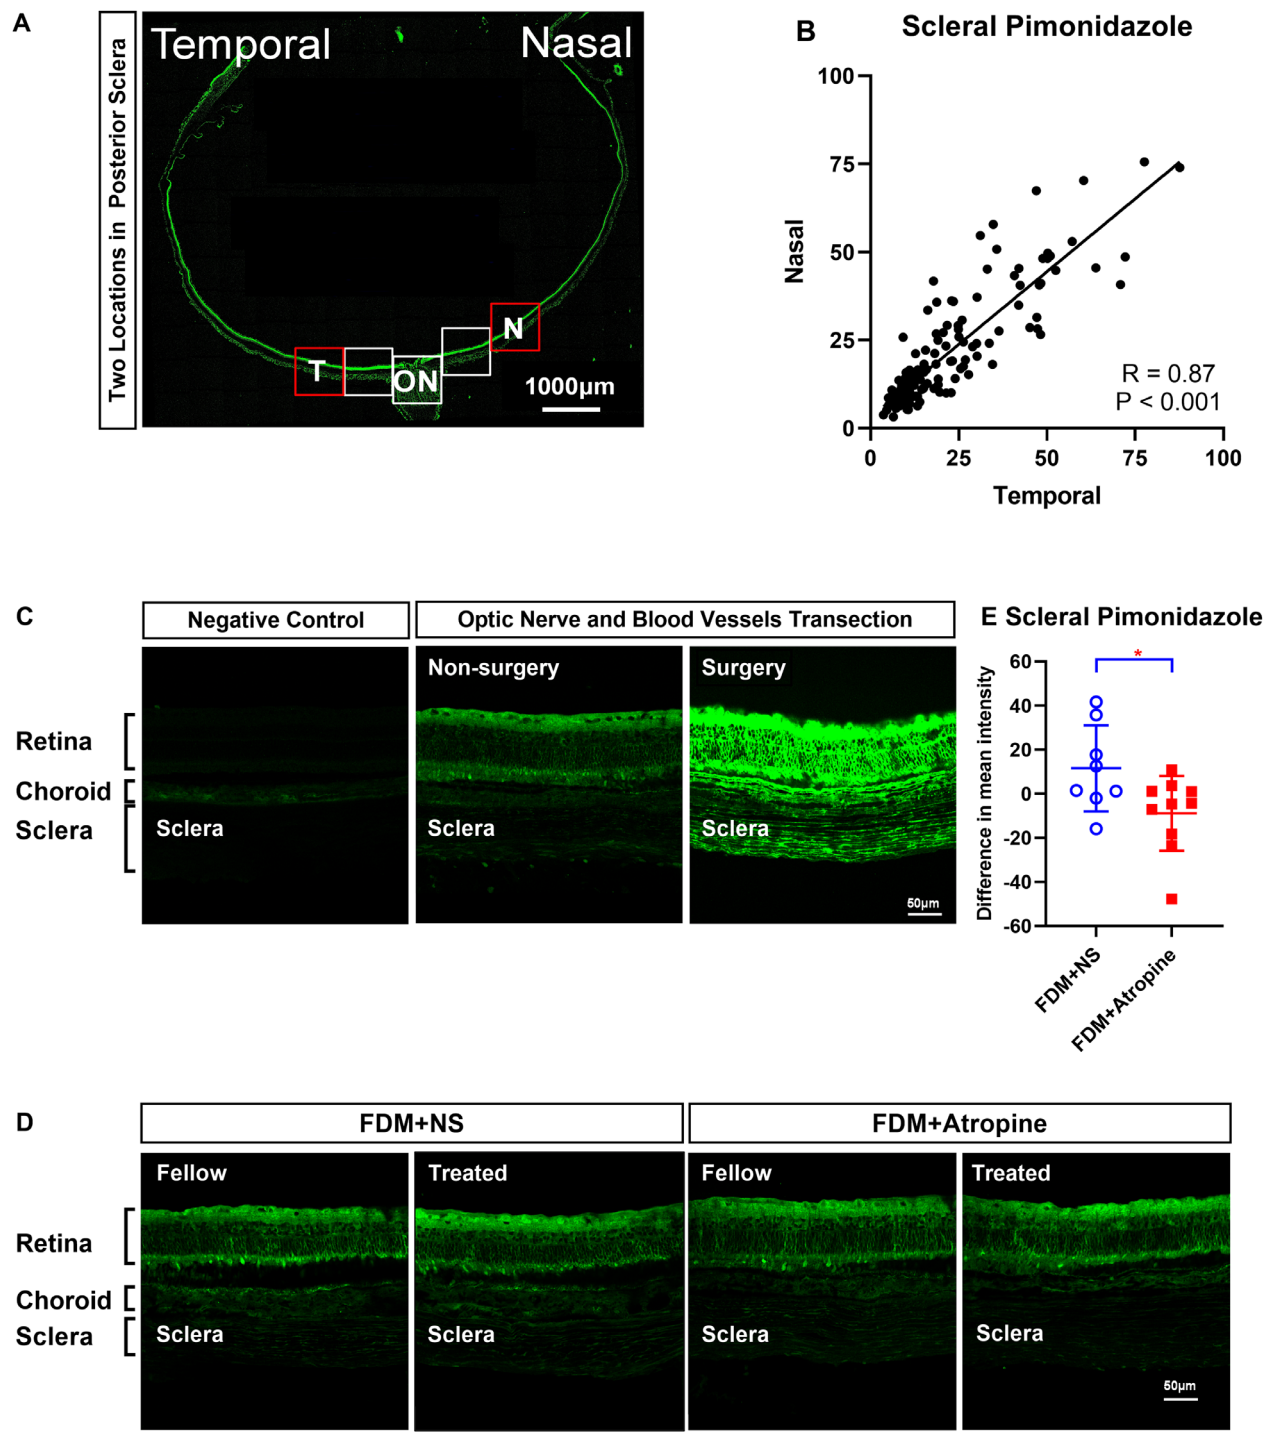 A
Two Locations in Posterior Sclera
Temporal
Nasal
T
ON
N
1000µm
B
Scleral Pimonidazole
Nasal
100
75
50
25
0
R = 0.87
P < 0.001
0 25 50 75 100
Temporal
C
Negative Control
Optic Nerve and Blood Vessels Transection
Non-surgery
Surgery
Retina
Choroid
Sclera
Sclera
Sclera
Sclera
50µm
E Scleral Pimonidazole
Difference in mean intensity
60
40
20
0
-20
-40
-60
*
FDM+NS
FDM+Atropine
D
FDM+NS
FDM+Atropine
Fellow
Treated
Fellow
Treated
Retina
Choroid
Sclera
Sclera
Sclera
Sclera
Sclera
50µm